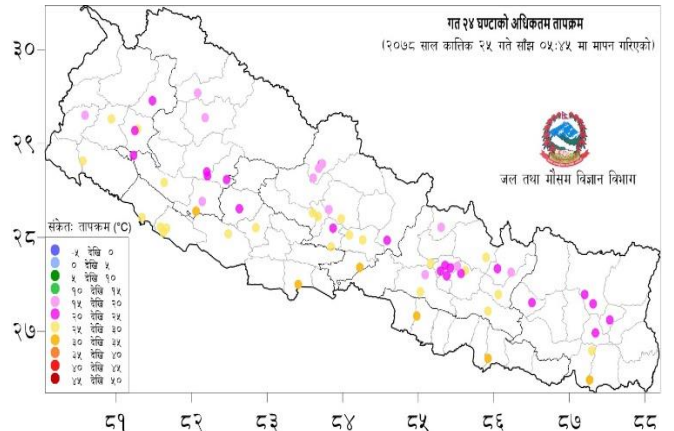 गत २४ घण्टाको अधिकतम तापक्रम
(२०७८ साल कात्तिक २५ गते साँझ ०५:४५ मा मापन गरिएको)
३०
२९
जल तथा मौसम विज्ञान विभाग
२८
संकेतः तापक्रम (°C)
-५ देखि ०
० देखि ५
५ देखि १०
१० देखि १५
१५ देखि २०
२० देखि २५
२५ देखि ३०
३० देखि ३५
३५ देखि ४०
४० देखि ४५
४५ देखि ५०
२७
८१ ८२ ८३ ८४ ८५ ८६ ८७ ८८